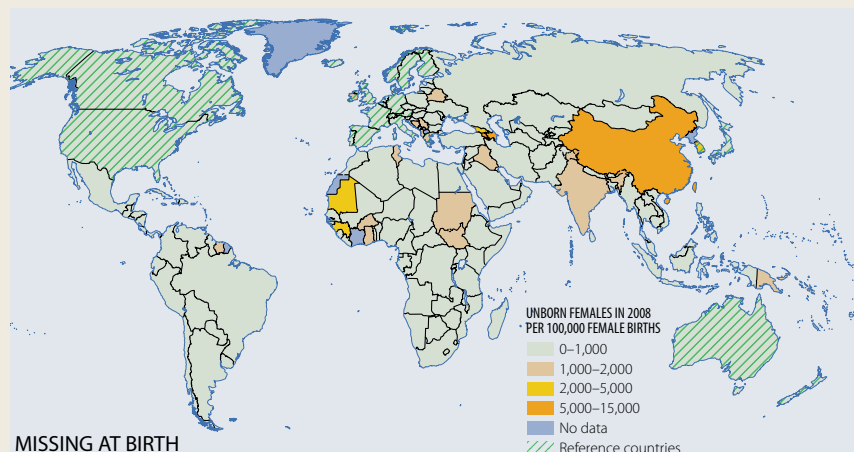 UNBORN FEMALES IN 2008
PER 100,000 FEMALE BIRTHS
0–1,000
1,000–2,000
2,000–5,000
5,000–15,000
No data
Reference countries
MISSING AT BIRTH